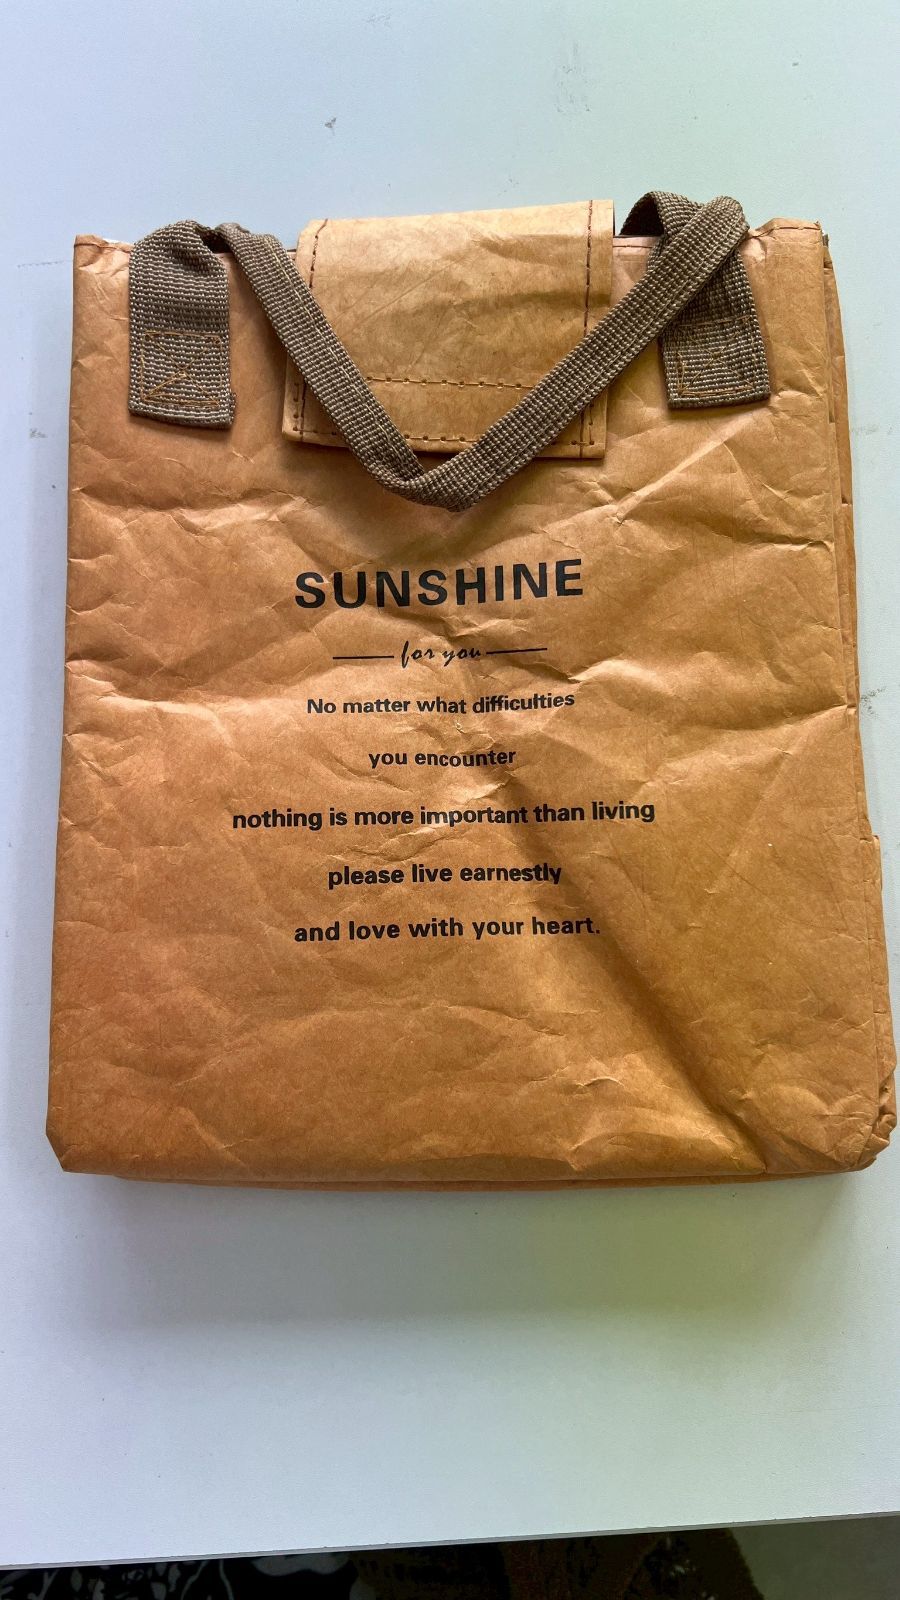 SUNSHINE
for you
No matter what difficulties
you encounter
nothing is more important than living
please live earnestly
and love with your heart.